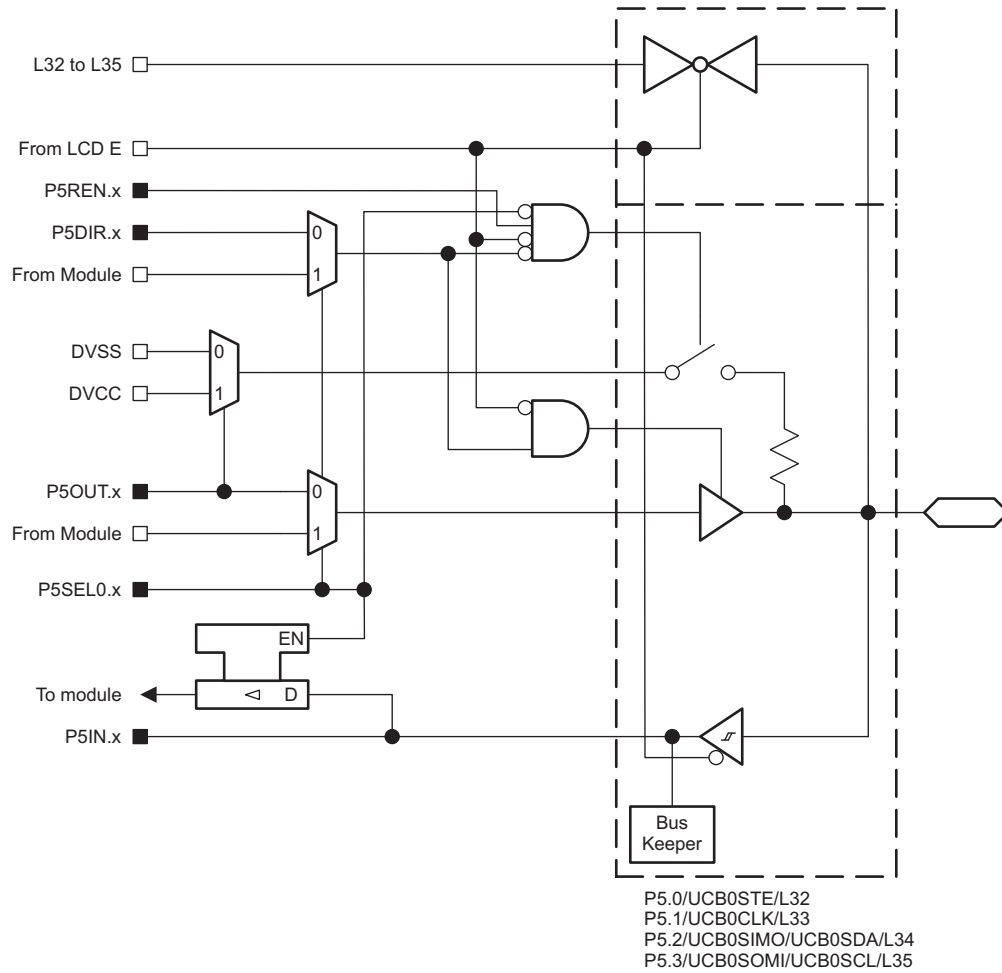 L32 to L35
From LCD E
P5REN.x
P5DIR.x
0
From Module
1
DVSS
0
DVCC
1
P5OUT.x
0
From Module
1
P5SEL0.x
EN
To module
D
P5IN.x
Bus
Keeper
P5.0/UCB0STE/L32
P5.1/UCB0CLK/L33
P5.2/UCB0SIMO/UCB0SDA/L34
P5.3/UCB0SOMI/UCB0SCL/L35